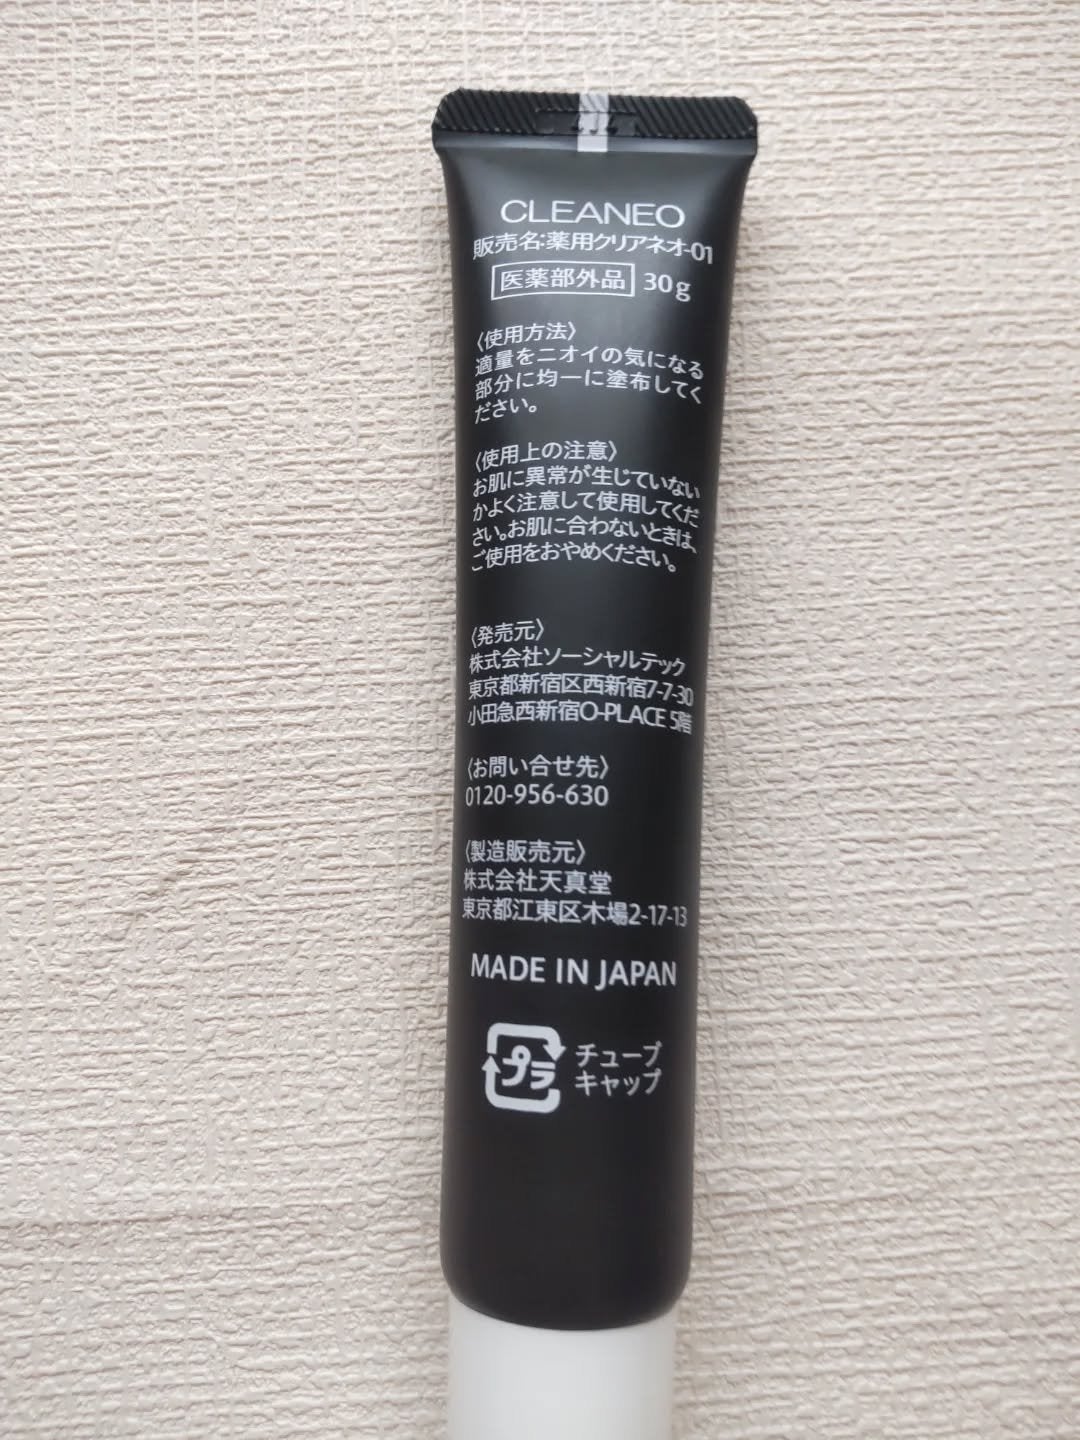 CLEANEO
販売名:薬用クリアネオ-01
医薬部外品 30g
〈使用方法〉
適量をニオイの気になる
部分に均一に塗布してく
ださい。
〈使用上の注意〉
お肌に異常が生じていない
かよく注意して使用してくだ
さい。お肌に合わないときは、
ご使用をおやめください。
〈発売元〉
株式会社ソーシャルテック
東京都新宿区西新宿7-7-30
小田急西新宿O-PLACE 5階
〈お問い合せ先〉
0120-956-630
〈製造販売元〉
株式会社天真堂
東京都江東区木場2-17-13
MADE IN JAPAN
プラ チューブ
キャップ